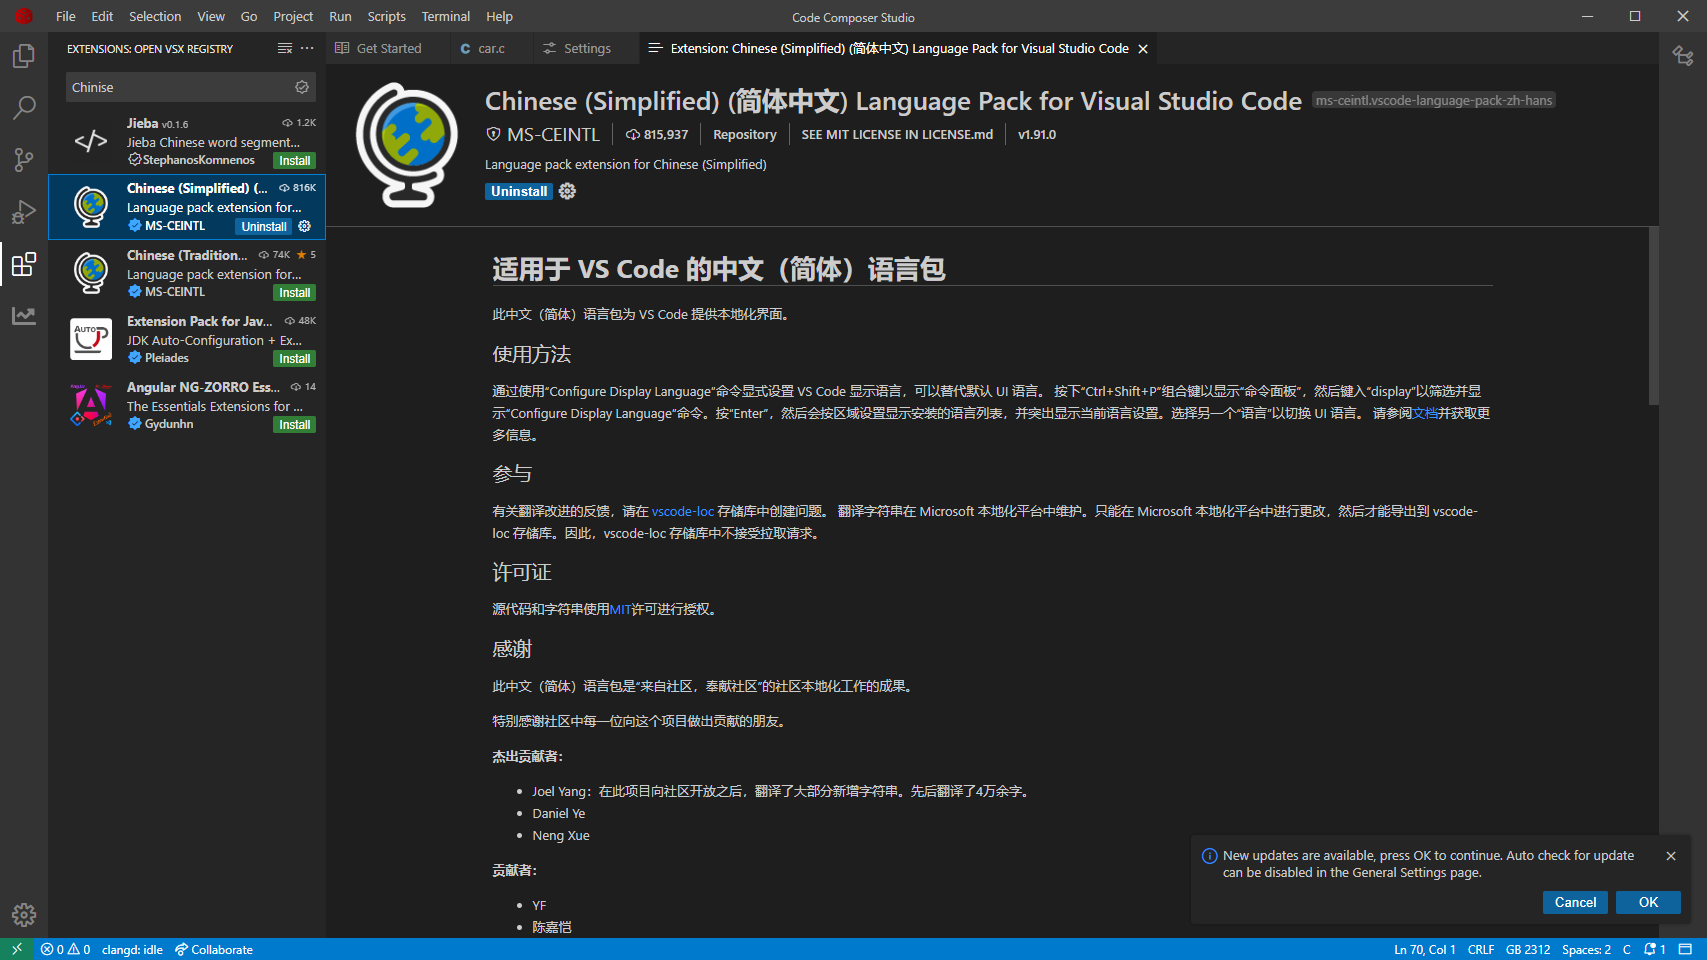 File Edit Selection View Go Project Run Scripts Terminal Help
Code Composer Studio
EXTENSIONS: OPEN VSX REGISTRY
Chinise
Jieba v0.1.6 1.2K
Jieba Chinese word segment...
StephanosKomnenos Install
Chinese (Simplified) (... 816K
Language pack extension for...
MS-CEINTL Uninstall
Chinese (Tradition... 74K ★ 5
Language pack extension for...
MS-CEINTL Install
Extension Pack for Jav... 48K
JDK Auto-Configuration + Ex...
Pleiades Install
Angular NG-ZORRO Ess... 14
The Essentials Extensions for ...
Gydunhn Install
AUTO
Get Started car.c Settings Extension: Chinese (Simplified) (简体中文) Language Pack for Visual Studio Code
Chinese (Simplified) (简体中文) Language Pack for Visual Studio Code ms-ceintl.vscode-language-pack-zh-hans
MS-CEINTL 815,937 Repository SEE MIT LICENSE IN LICENSE.md v1.91.0
Language pack extension for Chinese (Simplified)
Uninstall
适用于 VS Code 的中文（简体）语言包
此中文（简体）语言包为 VS Code 提供本地化界面。
使用方法
通过使用“Configure Display Language”命令显式设置 VS Code 显示语言，可以替代默认 UI 语言。 按下“Ctrl+Shift+P”组合键以显示“命令面板”，然后键入“display”以筛选并显
示“Configure Display Language”命令。按“Enter”，然后会按区域设置显示安装的语言列表，并突出显示当前语言设置。选择另一个“语言”以切换 UI 语言。 请参阅文档并获取更
多信息。
参与
有关翻译改进的反馈，请在 vscode-loc 存储库中创建问题。 翻译字符串在 Microsoft 本地化平台中维护。只能在 Microsoft 本地化平台中进行更改，然后才能导出到 vscode-
loc 存储库。因此，vscode-loc 存储库中不接受拉取请求。
许可证
源代码和字符串使用MIT许可进行授权。
感谢
此中文（简体）语言包是“来自社区，奉献社区”的社区本地化工作的成果。
特别感谢社区中每一位向这个项目做出贡献的朋友。
杰出贡献者：
• Joel Yang：在此项目向社区开放之后，翻译了大部分新增字符串。先后翻译了4万余字。
• Daniel Ye
• Neng Xue
贡献者：
• YF
• 陈嘉恺
New updates are available, press OK to continue. Auto check for update
can be disabled in the General Settings page.
Cancel OK
0 0 clangd: idle Collaborate
Ln 70, Col 1 CRLF GB 2312 Spaces: 2 C 1